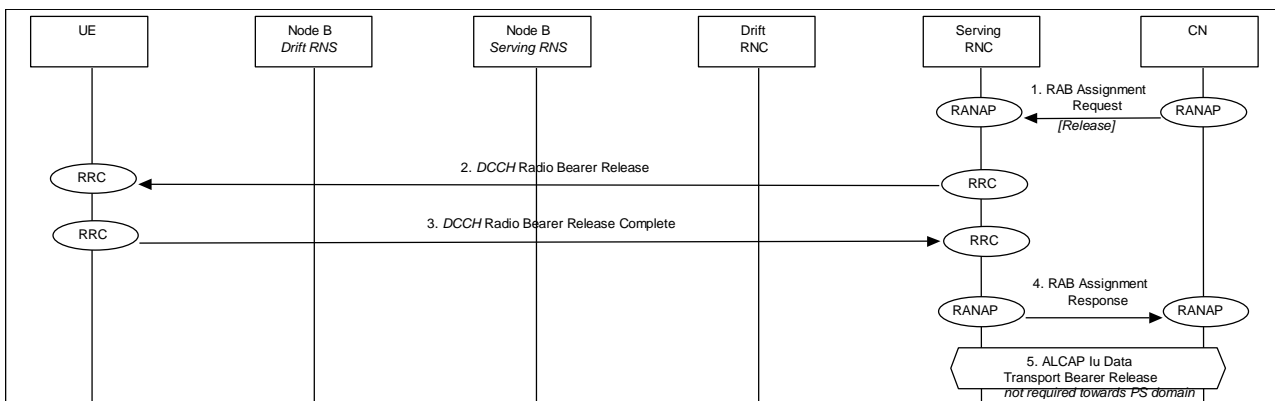 UE
Node B
Drift RNS
Node B
Serving RNS
Drift
RNC
Serving
RNC
CN
1. RAB Assignment
Request
[Release]
RANAP
RANAP
2. DCCH Radio Bearer Release
RRC
RRC
3. DCCH Radio Bearer Release Complete
RRC
RRC
4. RAB Assignment
Response
RANAP
RANAP
5. ALCAP Iu Data
Transport Bearer Release
not required towards PS domain